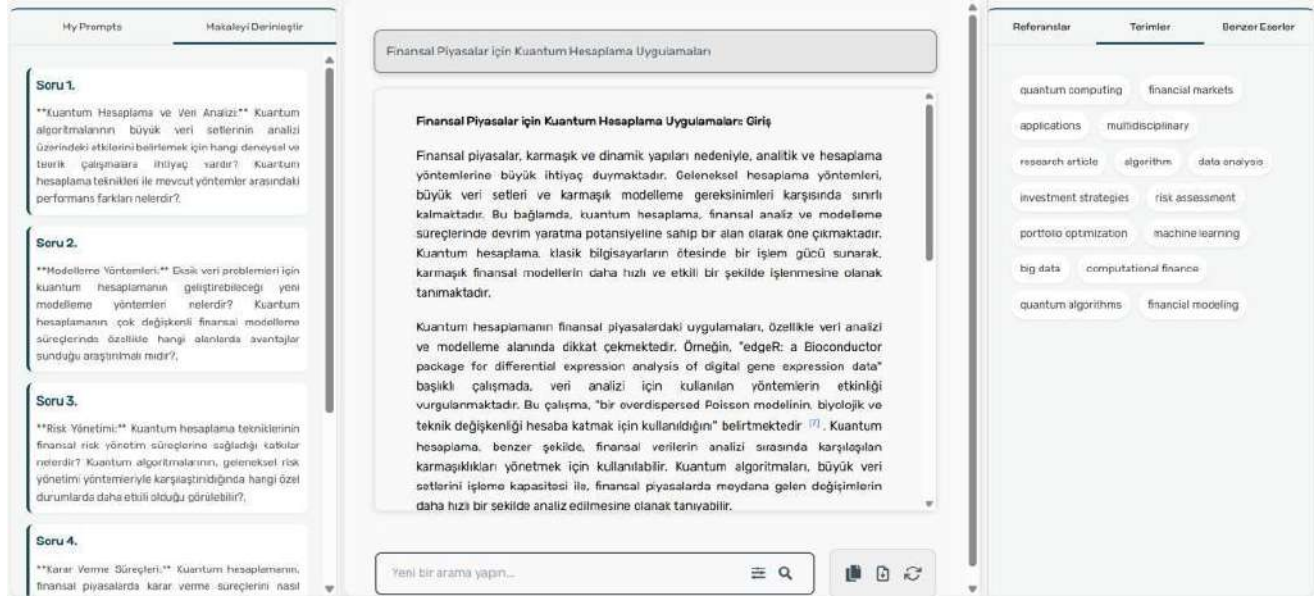 My Prompts
Makaleyi Derinleştir
Soru 1.
**Kuantum Hesaplama ve Veri Analizi:** Kuantum
algoritmalarının büyük veri setlerinin analizi
üzerindeki etkilerini belirlemek için hangi deneysel ve
teorik çalışmalara ihtiyaç vardır? Kuantum
hesaplama teknikleri ile mevcut yöntemler arasındaki
performans farkları nelerdir?.
Soru 2.
**Modelleme Yöntemleri:** Eksik veri problemleri için
kuantum hesaplamanın geliştirebileceği yeni
modelleme yöntemleri nelerdir? Kuantum
hesaplamanın çok değişkenli finansal modelleme
süreçlerinde özellikle hangi alanlarda avantajlar
sunduğu araştırılmalı mıdır?.
Soru 3.
**Risk Yönetimi:** Kuantum hesaplama tekniklerinin
finansal risk yönetim süreçlerine sağladığı katkılar
nelerdir? Kuantum algoritmalarının, geleneksel risk
yönetimi yöntemleriyle karşılaştırıldığında hangi özel
durumlarda daha etkili olduğu görülebilir?.
Soru 4.
**Karar Verme Süreçleri:** Kuantum hesaplamanın,
finansal piyasalarda karar verme süreçlerini nasıl
Finansal Piyasalar için Kuantum Hesaplama Uygulamaları
Finansal Piyasalar için Kuantum Hesaplama Uygulamaları: Giriş
Finansal piyasalar, karmaşık ve dinamik yapıları nedeniyle, analitik ve hesaplama
yöntemlerine büyük ihtiyaç duymaktadır. Geleneksel hesaplama yöntemleri,
büyük veri setleri ve karmaşık modelleme gereksinimleri karşısında sınırlı
kalmaktadır. Bu bağlamda, kuantum hesaplama, finansal analiz ve modelleme
süreçlerinde devrim yaratma potansiyeline sahip bir alan olarak öne çıkmaktadır.
Kuantum hesaplama, klasik bilgisayarların ötesinde bir işlem gücü sunarak,
karmaşık finansal modellerin daha hızlı ve etkili bir şekilde işlenmesine olanak
tanımaktadır.
Kuantum hesaplamanın finansal piyasalardaki uygulamaları, özellikle veri analizi
ve modelleme alanında dikkat çekmektedir. Örneğin, "edgeR: a Bioconductor
package for differential expression analysis of digital gene expression data"
başlıklı çalışmada, veri analizi için kullanılan yöntemlerin etkinliği
vurgulanmaktadır. Bu çalışma, "bir overdispersed Poisson modelinin, biyolojik ve
teknik değişkenliği hesaba katmak için kullanıldığını" belirtmektedir [7]. Kuantum
hesaplama, benzer şekilde, finansal verilerin analizi sırasında karşılaşılan
karmaşıklıkları yönetmek için kullanılabilir. Kuantum algoritmaları, büyük veri
setlerini işleme kapasitesi ile, finansal piyasalarda meydana gelen değişimlerin
daha hızlı bir şekilde analiz edilmesine olanak tanıyabilir.
Yeni bir arama yapın...
Referanslar
Terimler
Benzer Eserler
quantum computing
financial markets
applications
multidisciplinary
research article
algorithm
data analysis
investment strategies
risk assessment
portfolio optimization
machine learning
big data
computational finance
quantum algorithms
financial modeling